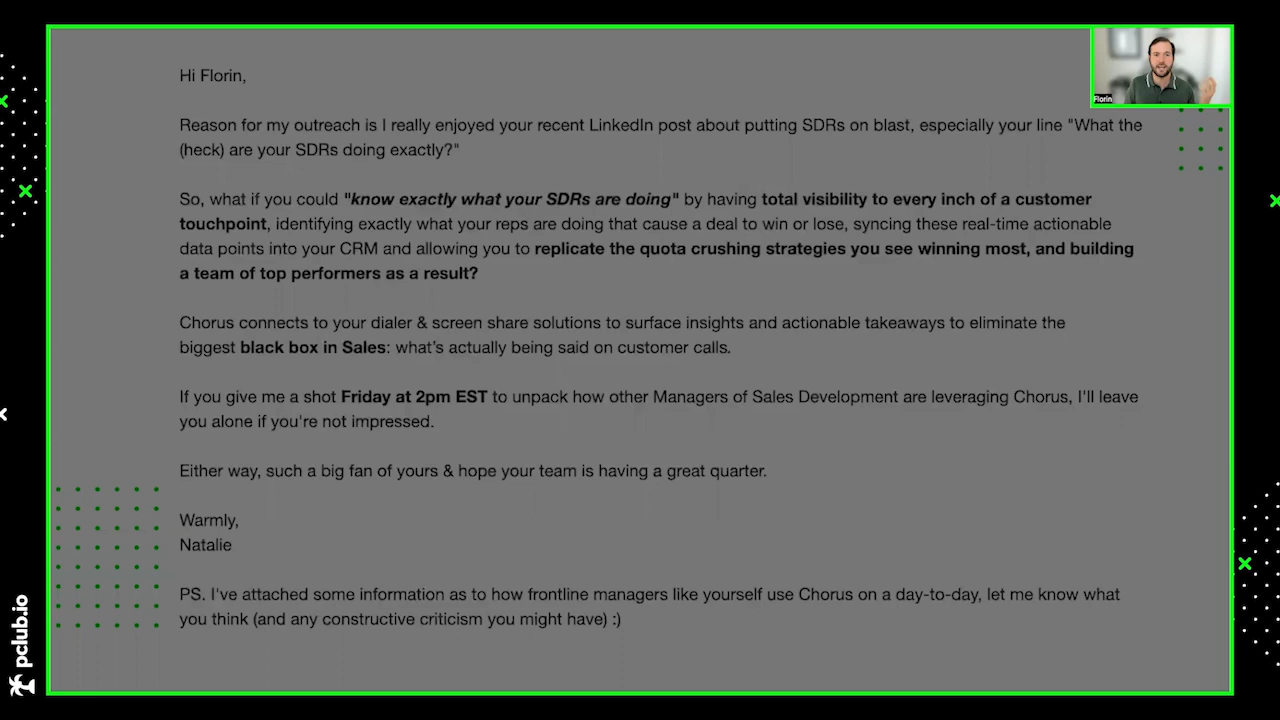 Hi Florin,
Reason for my outreach is I really enjoyed your recent LinkedIn post about putting SDRs on blast, especially your line "What the
(heck) are your SDRs doing exactly?"
So, what if you could "know exactly what your SDRs are doing" by having total visibility to every inch of a customer
touchpoint, identifying exactly what your reps are doing that cause a deal to win or lose, syncing these real-time actionable
data points into your CRM and allowing you to replicate the quota crushing strategies you see winning most, and building
a team of top performers as a result?
Chorus connects to your dialer & screen share solutions to surface insights and actionable takeaways to eliminate the
biggest black box in Sales: what's actually being said on customer calls.
If you give me a shot Friday at 2pm EST to unpack how other Managers of Sales Development are leveraging Chorus, I'll leave
you alone if you're not impressed.
Either way, such a big fan of yours & hope your team is having a great quarter.
Warmly,
Natalie
PS. I've attached some information as to how frontline managers like yourself use Chorus on a day-to-day, let me know what
you think (and any constructive criticism you might have) :)
Florin
pclub.io